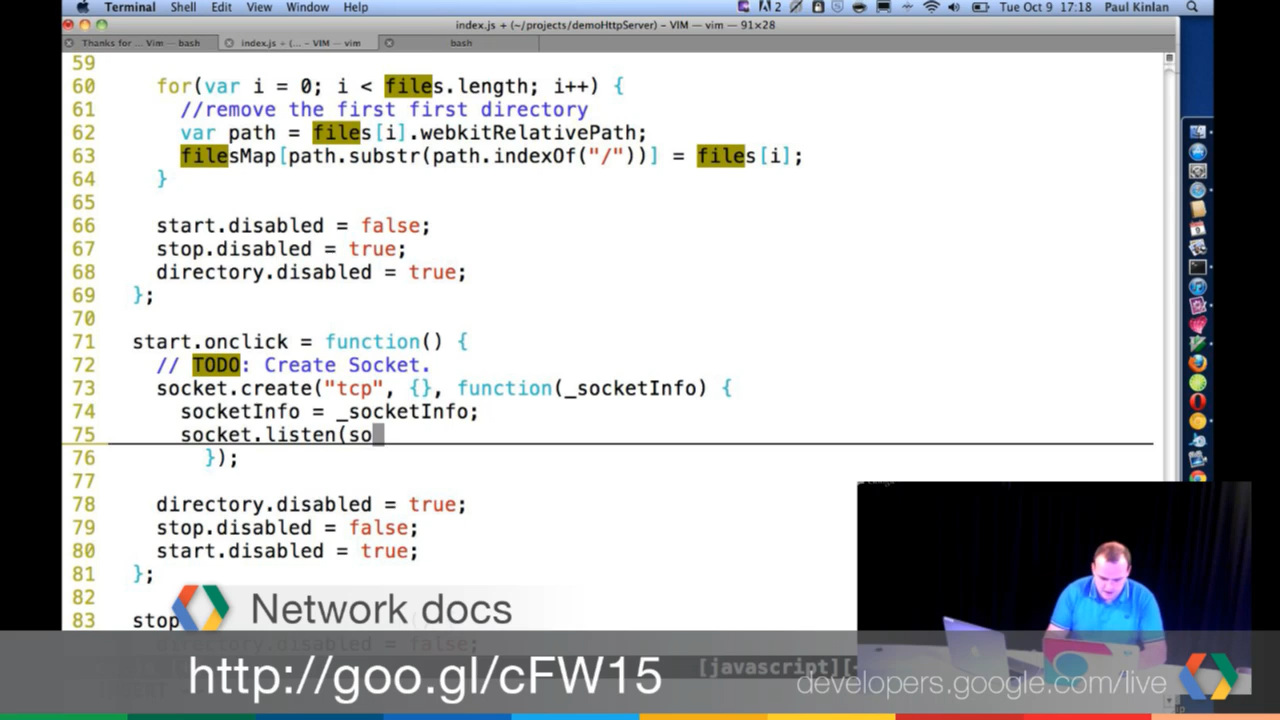 Terminal Shell Edit View Window Help 2 Tue Oct 9 17:18 Paul Kinlan
index.js + (~/projects/demoHttpServer) – VIM — vim — 91×28
Thanks for ... Vim — bash index.js + (... – VIM — vim bash
59
60 for(var i = 0; i < files.length; i++) {
61 //remove the first first directory
62 var path = files[i].webkitRelativePath;
63 filesMap[path.substr(path.indexOf("/"))] = files[i];
64 }
65
66 start.disabled = false;
67 stop.disabled = true;
68 directory.disabled = true;
69 };
70
71 start.onclick = function() {
72 // TODO: Create Socket.
73 socket.create("tcp", {}, function(_socketInfo) {
74 socketInfo = _socketInfo;
75 socket.listen(so
76 });
77
78 directory.disabled = true;
79 stop.disabled = false;
80 start.disabled = true;
81 };
82
83 stop
directory.disabled = false;
Network docs
http://goo.gl/cFW15
[javascript][
developers.google.com/live